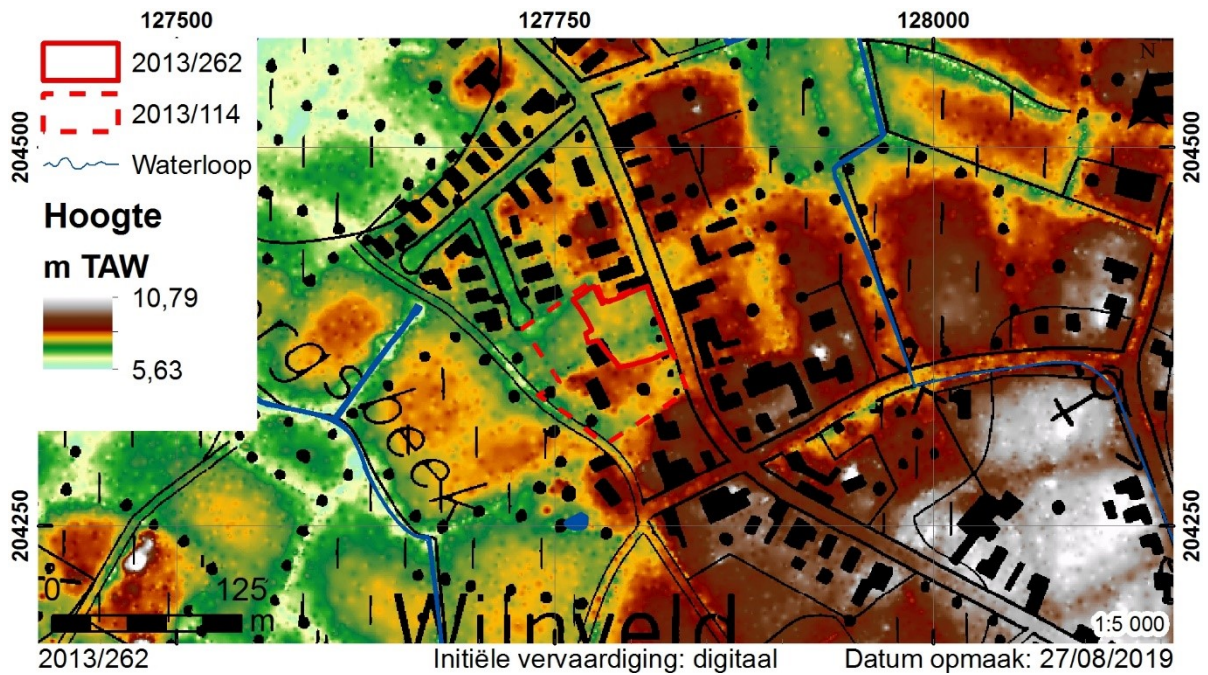 127500 127750 128000
2013/262
2013/114
Waterloop
Hoogte
m TAW
10,79
5,63
N
204500
204500
204250
204250
dsbeek
Wijnveld
0 125
m
1:5 000
2013/262 Initiële vervaardiging: digitaal Datum opmaak: 27/08/2019